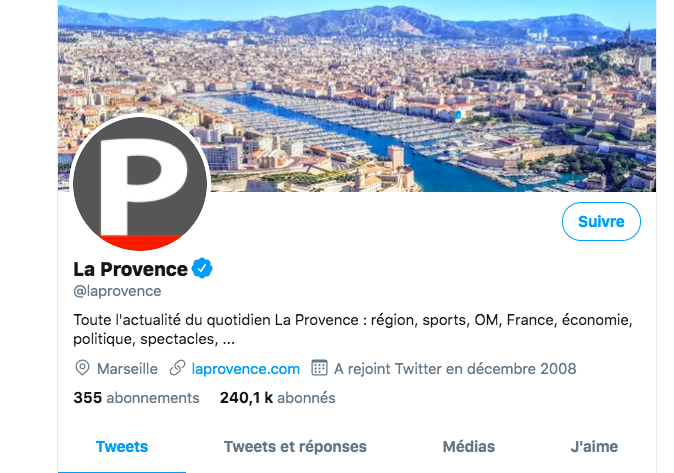 P
Suivre
La Provence
@laprovence
Toute l'actualité du quotidien La Provence : région, sports, OM, France, économie,
politique, spectacles, ...
Marseille laprovence.com A rejoint Twitter en décembre 2008
355 abonnements 240,1 k abonnés
Tweets Tweets et réponses Médias J'aime